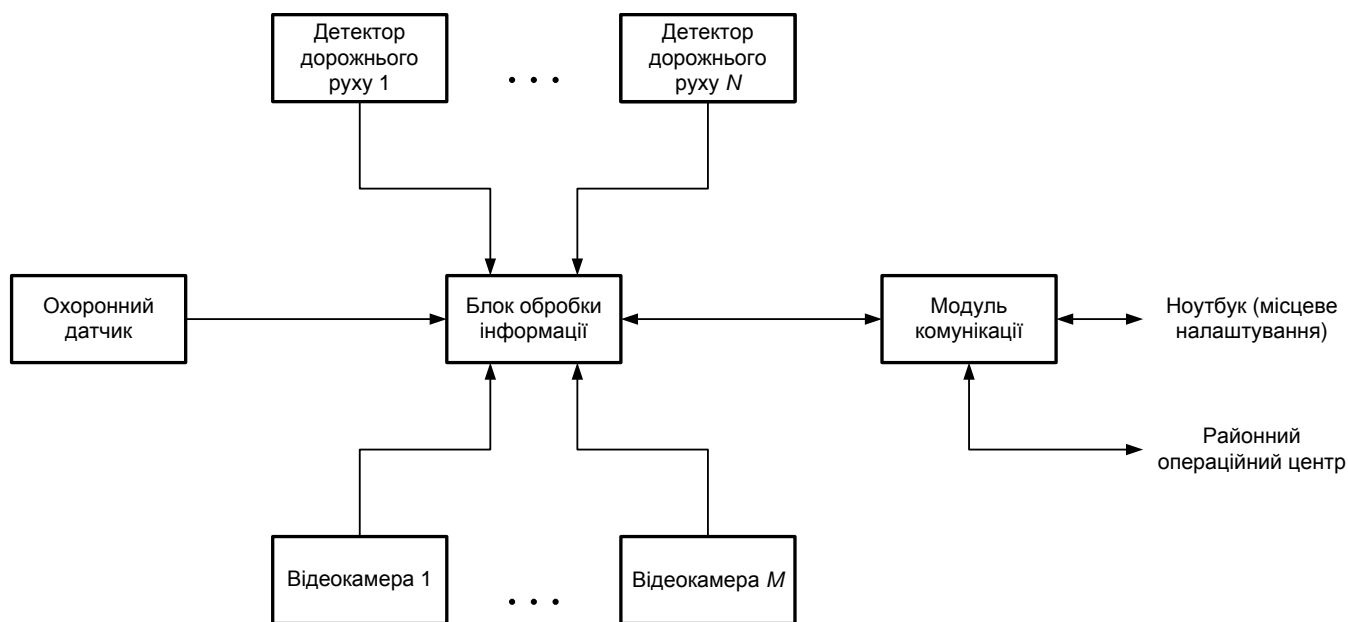 Детектор
дорожнього
руху 1
. . .
Детектор
дорожнього
руху N
Охоронний
датчик
Блок обробки
інформації
Модуль
комунікації
Ноутбук (місцеве
налаштування)
Районний
операційний центр
Відеокамера 1
. . .
Відеокамера M